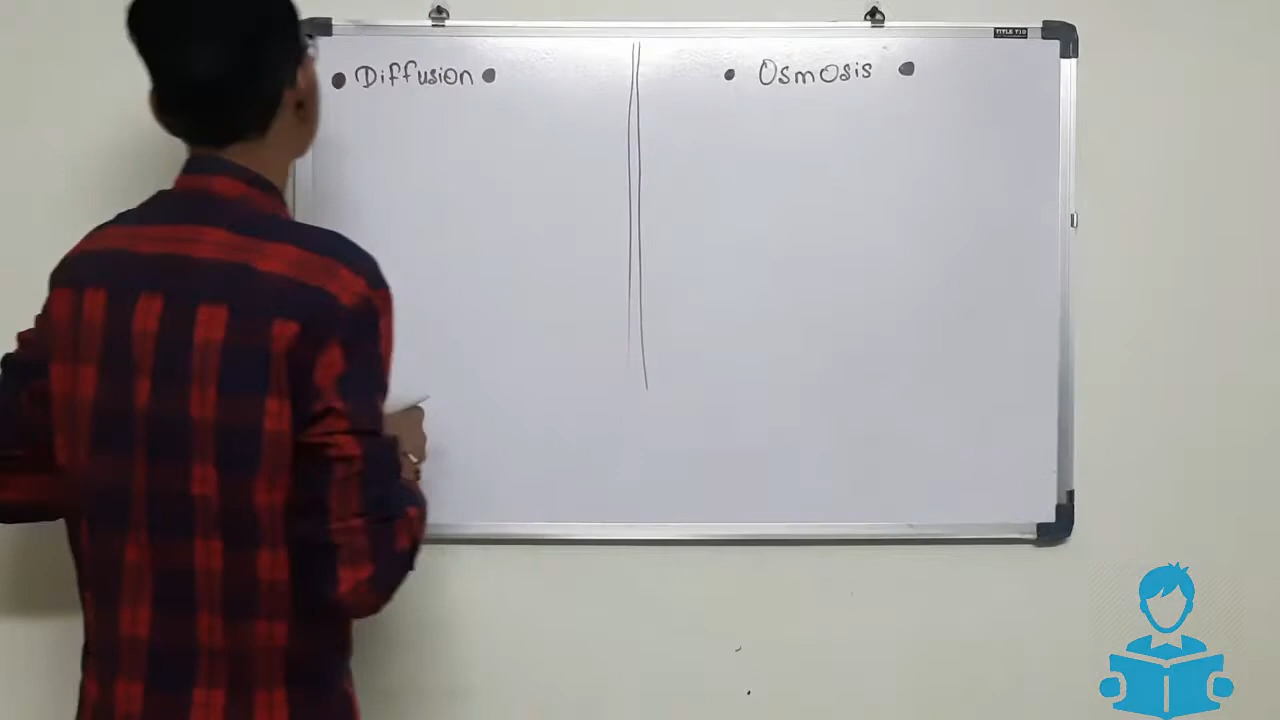 • Diffusion •
• Osmosis •